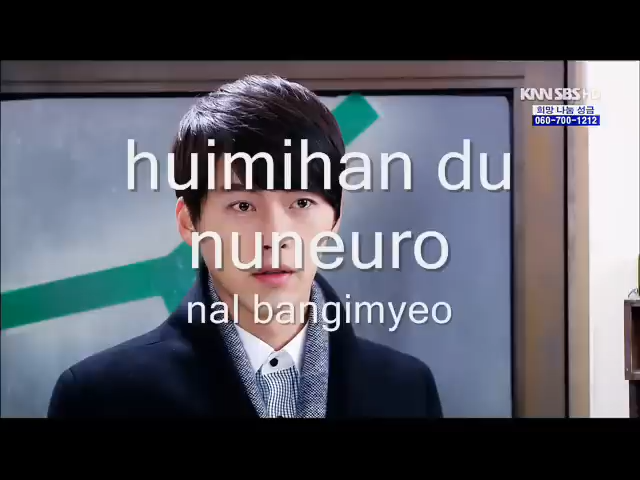 KNN SBS HD
희망 나눔 성금
060-700-1212
huimihan du
nuneuro
nal bangimyeo